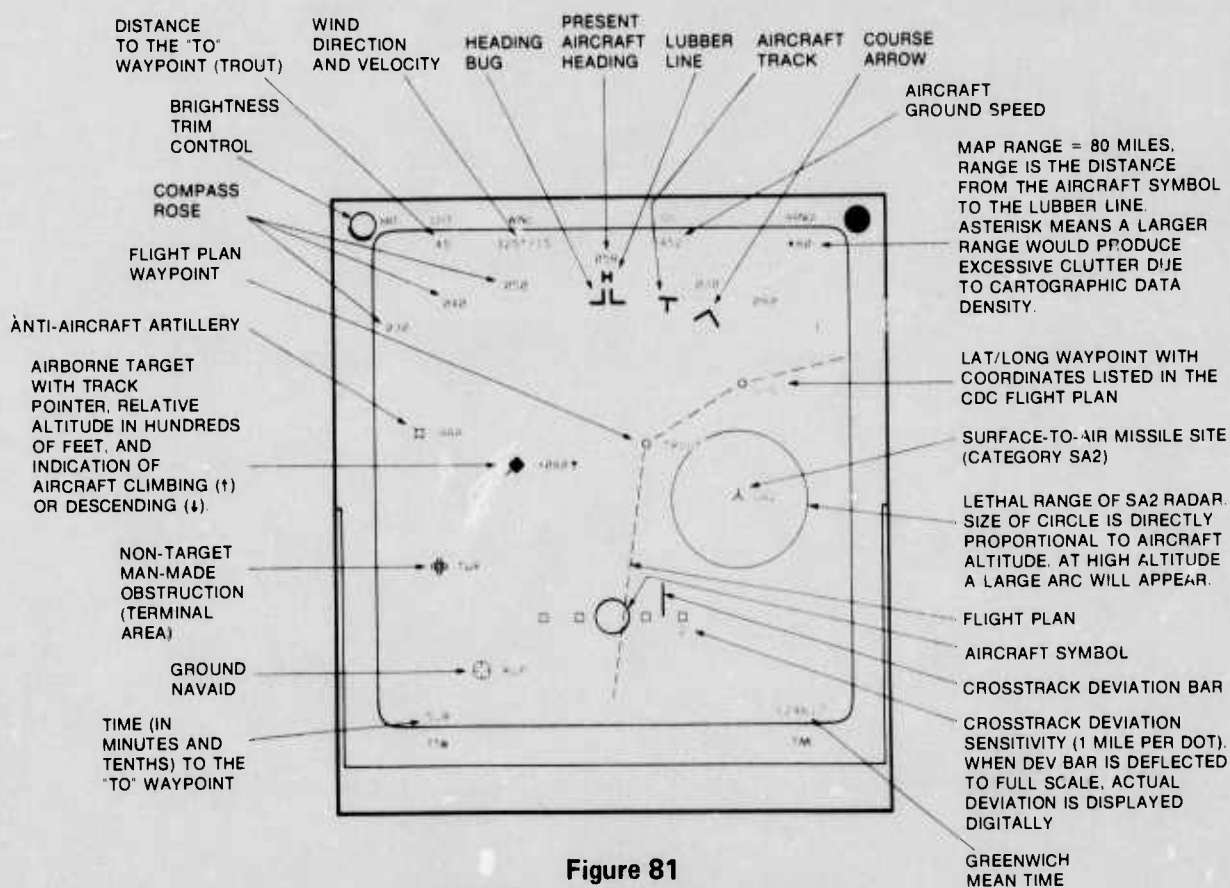 DISTANCE
TO THE "TO"
WAYPOINT (TROUT)
WIND
DIRECTION
AND VELOCITY
HEADING
BUG
PRESENT
AIRCRAFT
HEADING
LUBBER
LINE
AIRCRAFT
TRACK
COURSE
ARROW
AIRCRAFT
GROUND SPEED
BRIGHTNESS
TRIM
CONTROL
COMPASS
ROSE
FLIGHT PLAN
WAYPOINT
ANTI-AIRCRAFT ARTILLERY
AIRBORNE TARGET
WITH TRACK
POINTER, RELATIVE
ALTITUDE IN HUNDREDS
OF FEET, AND
INDICATION OF
AIRCRAFT CLIMBING (↑)
OR DESCENDING (↓).
NON-TARGET
MAN-MADE
OBSTRUCTION
(TERMINAL
AREA)
GROUND
NAVAID
TIME (IN
MINUTES AND
TENTHS) TO THE
"TO" WAYPOINT
MAP RANGE = 80 MILES,
RANGE IS THE DISTANCE
FROM THE AIRCRAFT SYMBOL
TO THE LUBBER LINE.
ASTERISK MEANS A LARGER
RANGE WOULD PRODUCE
EXCESSIVE CLUTTER DUE
TO CARTOGRAPHIC DATA
DENSITY.
LAT/LONG WAYPOINT WITH
COORDINATES LISTED IN THE
CDC FLIGHT PLAN
SURFACE-TO-AIR MISSILE SITE
(CATEGORY SA2)
LETHAL RANGE OF SA2 RADAR.
SIZE OF CIRCLE IS DIRECTLY
PROPORTIONAL TO AIRCRAFT
ALTITUDE. AT HIGH ALTITUDE
A LARGE ARC WILL APPEAR.
FLIGHT PLAN
AIRCRAFT SYMBOL
CROSSTRACK DEVIATION BAR
CROSSTRACK DEVIATION
SENSITIVITY (1 MILE PER DOT).
WHEN DEV BAR IS DEFLECTED
TO FULL SCALE, ACTUAL
DEVIATION IS DISPLAYED
DIGITALLY
GREENWICH
MEAN TIME
050
040
030
TWR
Figure 81